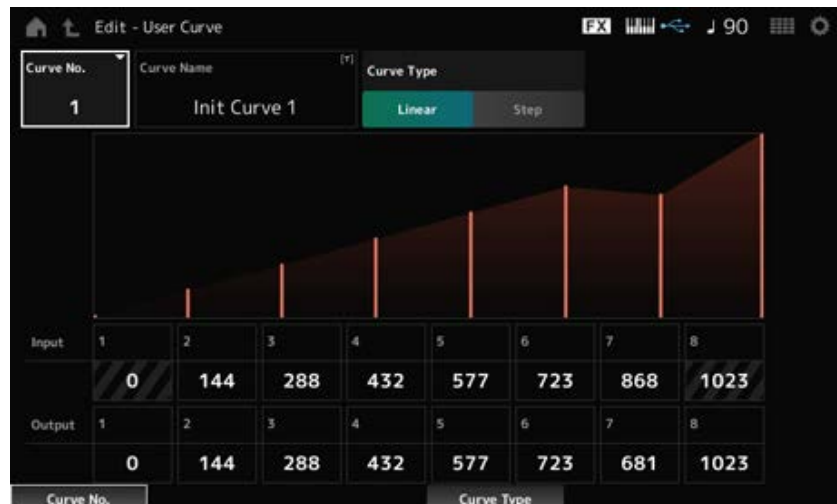 Edit - User Curve FX ♩ 90
Curve No. Curve Name [T] Curve Type
1 Init Curve 1 Linear Step
Input 1 2 3 4 5 6 7 8
0 144 288 432 577 723 868 1023
Output 1 2 3 4 5 6 7 8
0 144 288 432 577 723 681 1023
Curve No. Curve Type